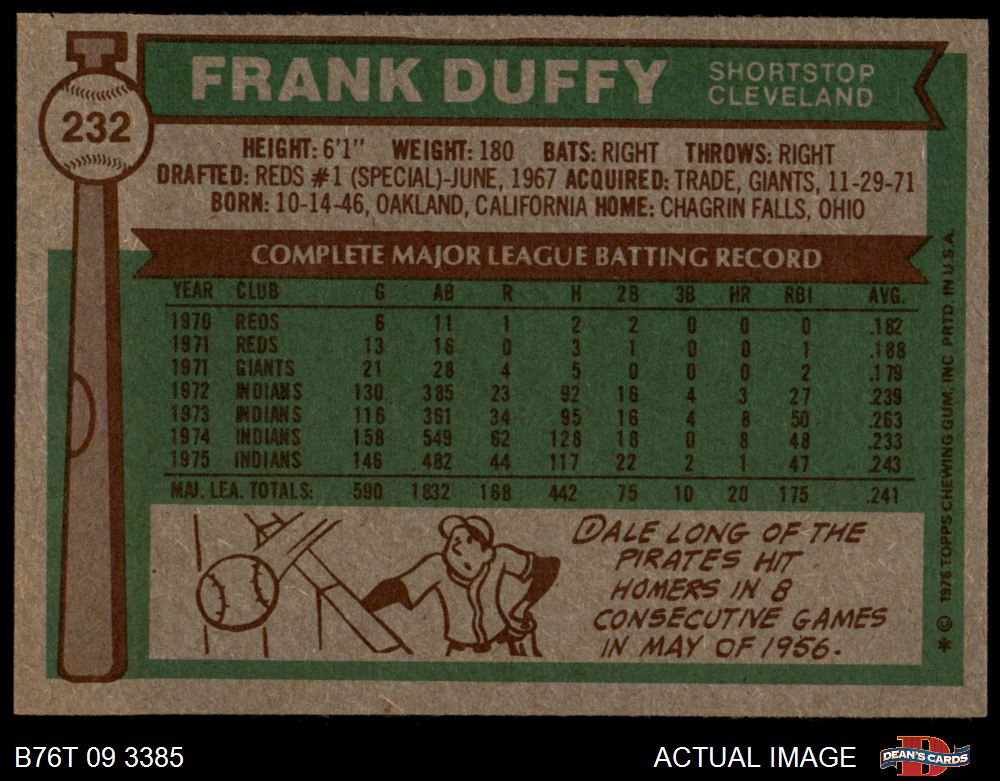 232
FRANK DUFFY
SHORTSTOP
CLEVELAND
HEIGHT: 6'1" WEIGHT: 180 BATS: RIGHT THROWS: RIGHT
DRAFTED: REDS #1 (SPECIAL)-JUNE, 1967 ACQUIRED: TRADE, GIANTS, 11-29-71
BORN: 10-14-46, OAKLAND, CALIFORNIA HOME: CHAGRIN FALLS, OHIO
COMPLETE MAJOR LEAGUE BATTING RECORD
YEAR CLUB G AB R H 2B 3B HR RBI AVG.
1970 REDS 6 11 1 2 2 0 0 0 .182
1971 REDS 13 16 0 3 1 0 0 1 .188
1971 GIANTS 21 28 4 5 0 0 0 2 .179
1972 INDIANS 130 385 23 92 16 4 3 27 .239
1973 INDIANS 116 361 34 95 16 4 8 50 .263
1974 INDIANS 158 549 62 128 18 0 8 48 .233
1975 INDIANS 146 482 44 117 22 2 1 47 .243
MAJ. LEA. TOTALS: 590 1832 168 442 75 10 20 175 .241
DALE LONG OF THE
PIRATES HIT
HOMERS IN 8
CONSECUTIVE GAMES
IN MAY OF 1956.
* © 1976 TOPPS CHEWING GUM, INC. PRTD. IN U.S.A.
B76T 09 3385
ACTUAL IMAGE
D
DEAN'S CARDS